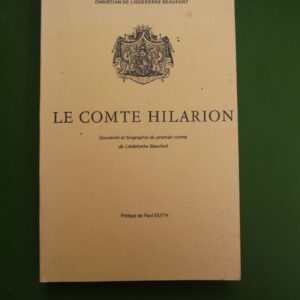 CHRISTIAN DE LIEDEKERKE BEAUFORT
LE COMTE HILARION
Souvenirs et biographie du premier comte
de Liedekerke Beaufort
Préface de Paul GUTH